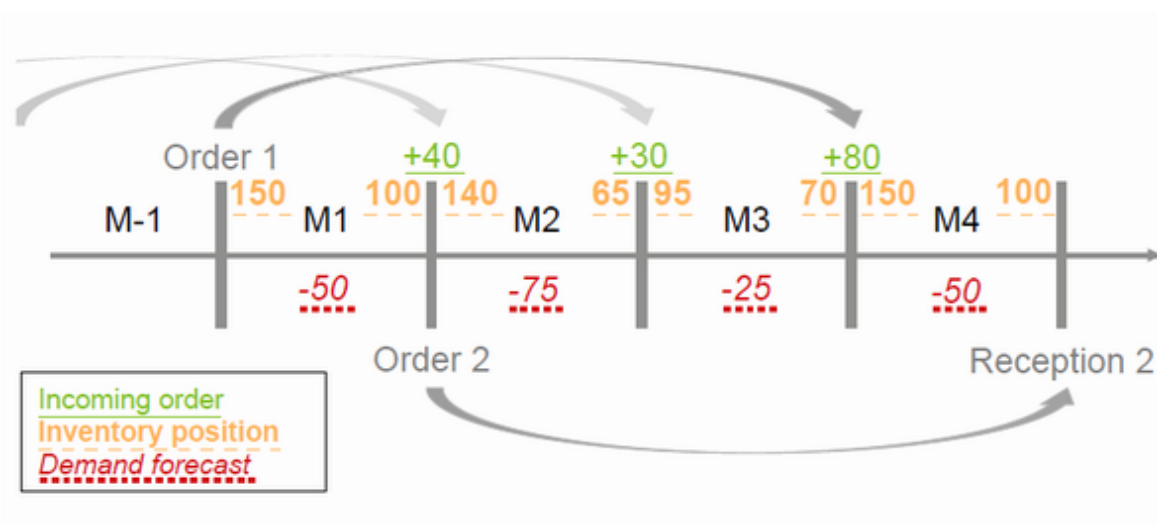 Order 1 +40 +30 +80
150 100 140 65 95 70 150 100
M-1 M1 M2 M3 M4
-50 -75 -25 -50
Order 2 Reception 2
Incoming order
Inventory position
Demand forecast